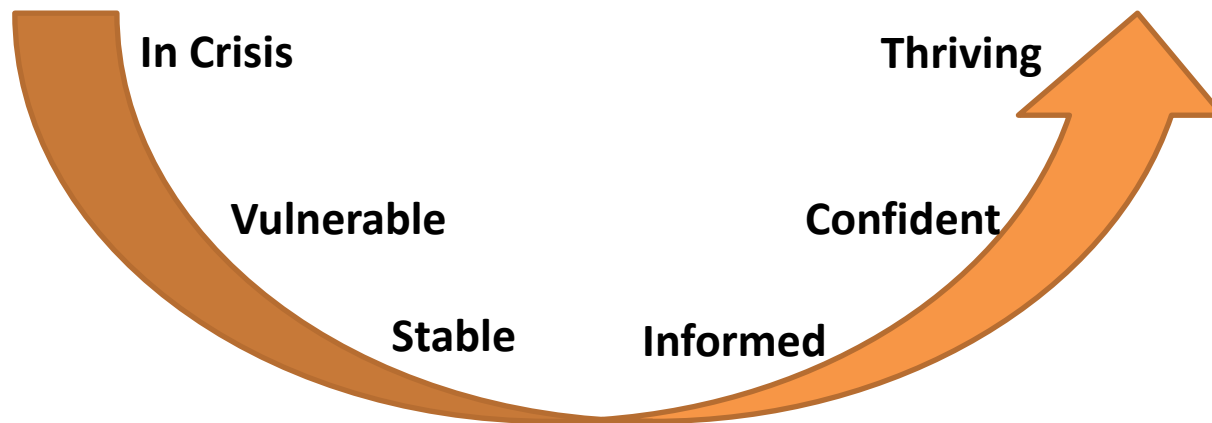 In Crisis
Vulnerable
Stable
Informed
Confident
Thriving